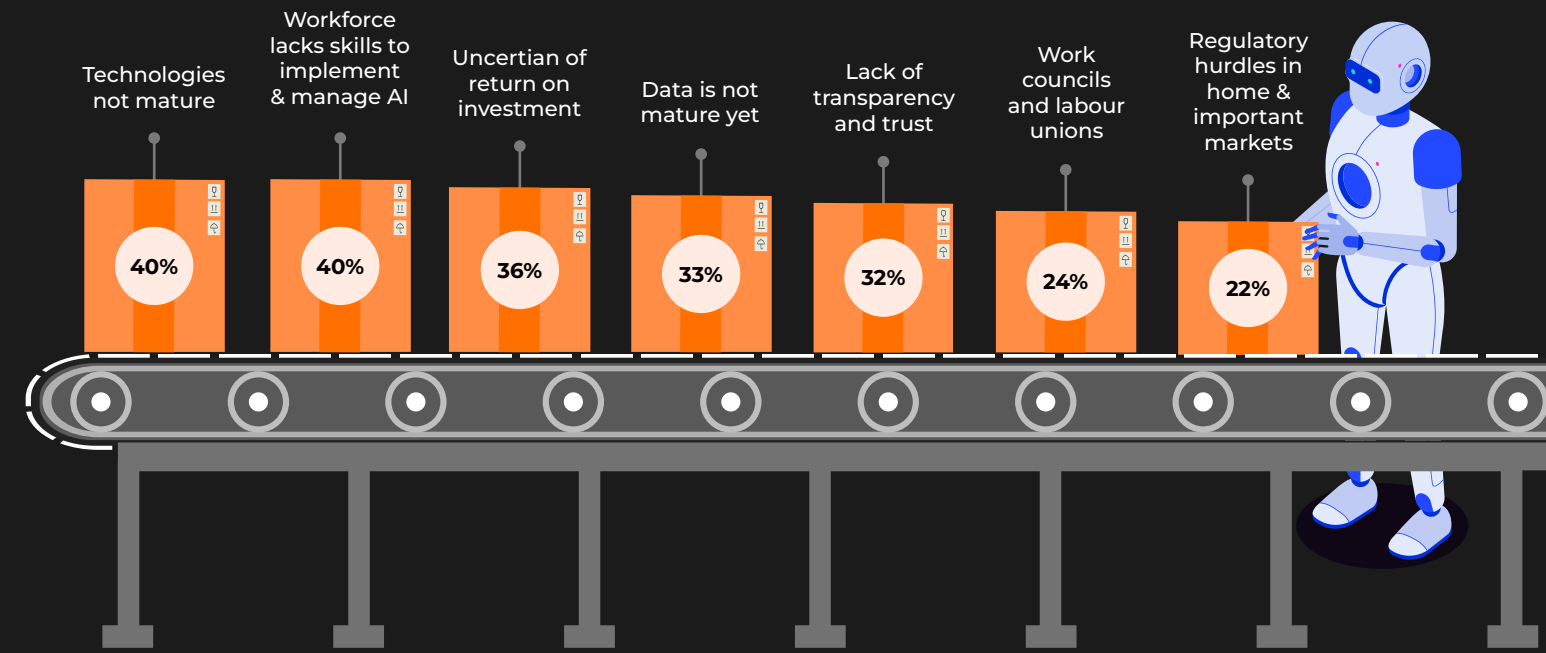 Technologies
not mature
Workforce
lacks skills to
implement
& manage AI
Uncertian of
return on
investment
Data is not
mature yet
Lack of
transparency
and trust
Work
councils
and labour
unions
Regulatory
hurdles in
home &
important
markets
40%
40%
36%
33%
32%
24%
22%